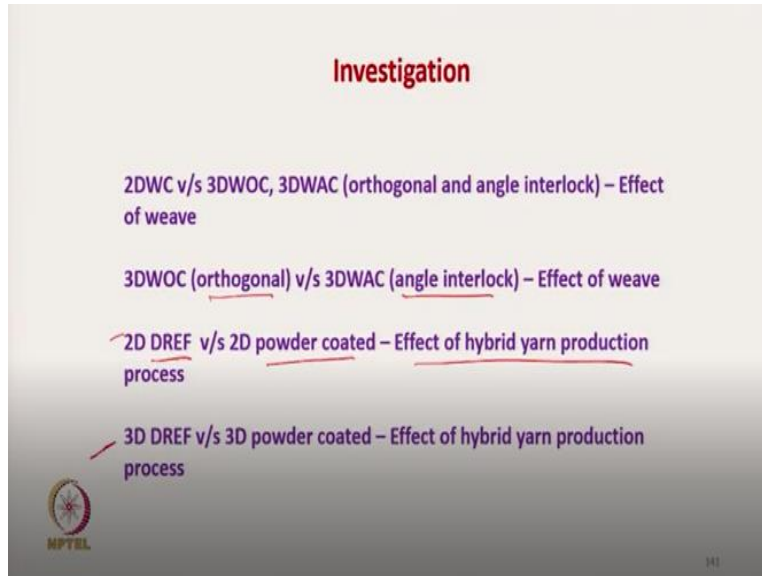 Investigation
2DWC v/s 3DWOC, 3DWAC (orthogonal and angle interlock) – Effect
of weave
3DWOC (orthogonal) v/s 3DWAC (angle interlock) – Effect of weave
2D DREF v/s 2D powder coated – Effect of hybrid yarn production
process
3D DREF v/s 3D powder coated – Effect of hybrid yarn production
process
NPTEL
141